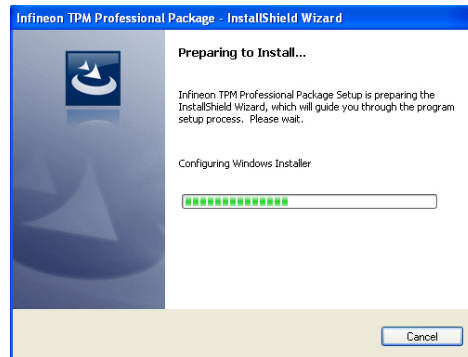 Infineon TPM Professional Package - InstallShield Wizard
Preparing to Install...
Infineon TPM Professional Package Setup is preparing the
InstallShield Wizard, which will guide you through the program
setup process. Please wait.
Configuring Windows Installer
Cancel